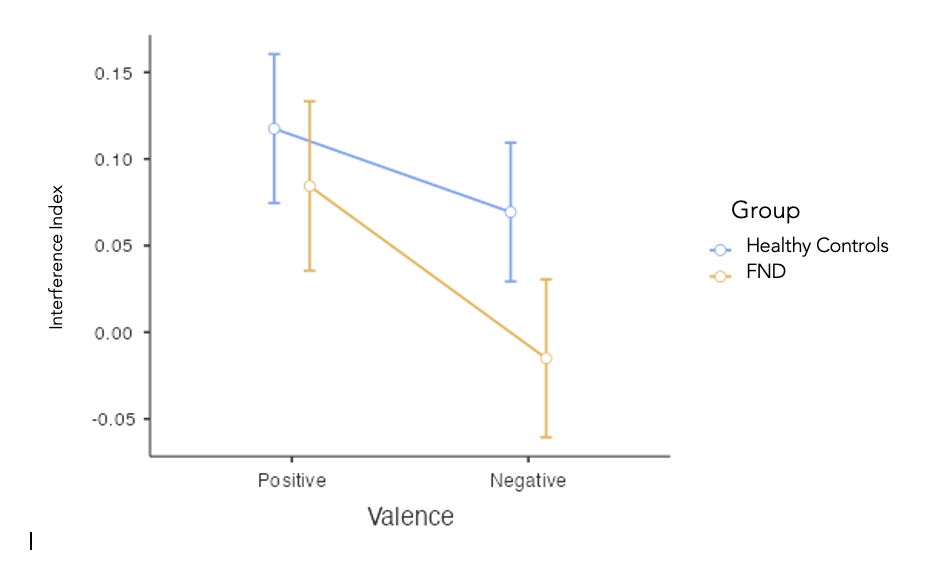 0.15
0.10
0.05
0.00
-0.05
Interference Index
Positive
Negative
Valence
Group
Healthy Controls
FND